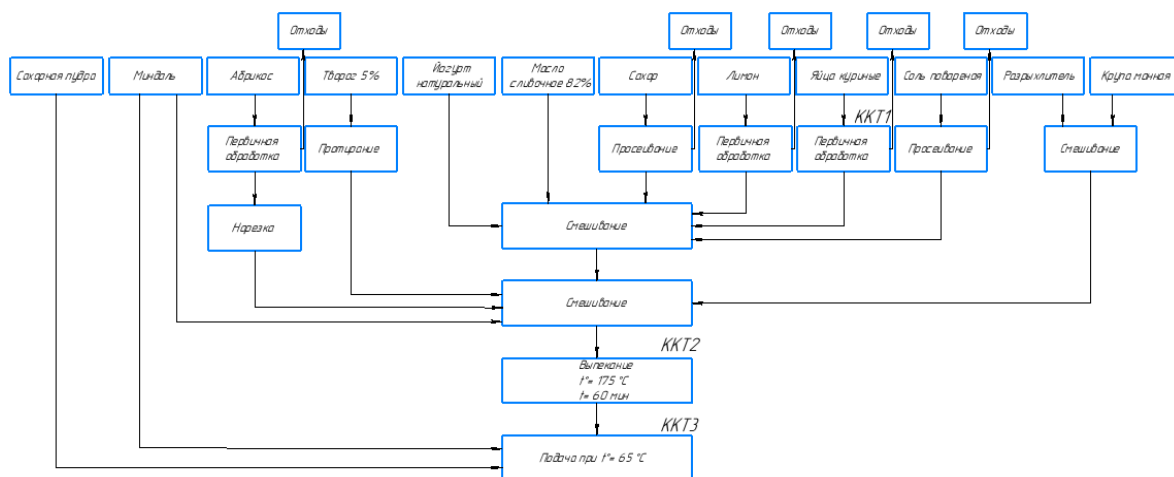 Отходы
Отходы
Отходы
Отходы
Отходы
Сахарная пудра
Миндаль
Абрикос
Творог 5%
Йогурт
натуральный
Масло
сливочное 82%
Сахар
Лимон
Яйца куриные
Соль поваренная
Разрыхлитель
Крупа манная
ККТ1
Первичная
обработка
Протирание
Просеивание
Первичная
обработка
Первичная
обработка
Просеивание
Смешивание
Нарезка
Смешивание
Смешивание
ККТ2
Выпекание
t°= 175 °C
t= 60 мин
ККТ3
Подача при t°= 65 °C